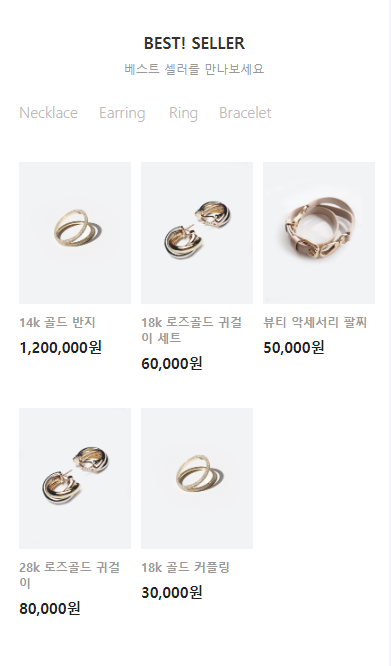 BEST! SELLER
베스트 셀러를 만나보세요
Necklace Earring Ring Bracelet
14k 골드 반지
1,200,000원
18k 로즈골드 귀걸
이 세트
60,000원
뷰티 악세서리 팔찌
50,000원
28k 로즈골드 귀걸
이
80,000원
18k 골드 커플링
30,000원